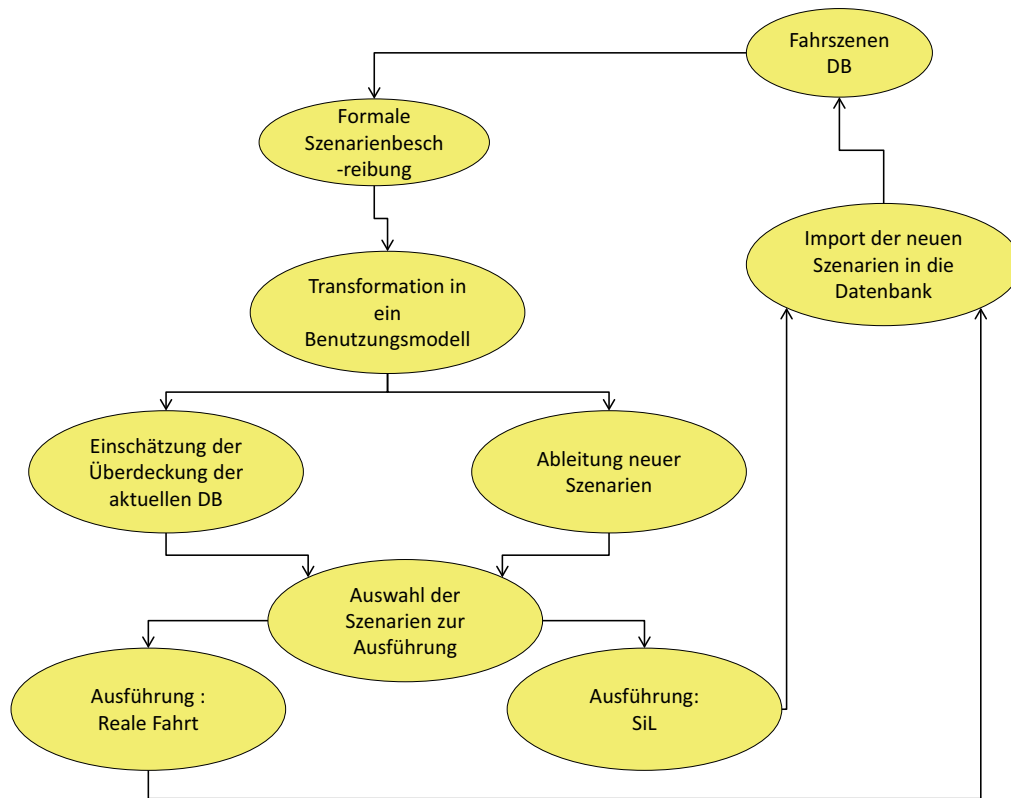 Fahrszenen
DB
Formale
Szenarienbesch
-reibung
Import der neuen
Szenarien in die
Datenbank
Transformation in
ein
Benutzungsmodell
Einschätzung der
Überdeckung der
aktuellen DB
Ableitung neuer
Szenarien
Auswahl der
Szenarien zur
Ausführung
Ausführung :
Reale Fahrt
Ausführung:
SiL